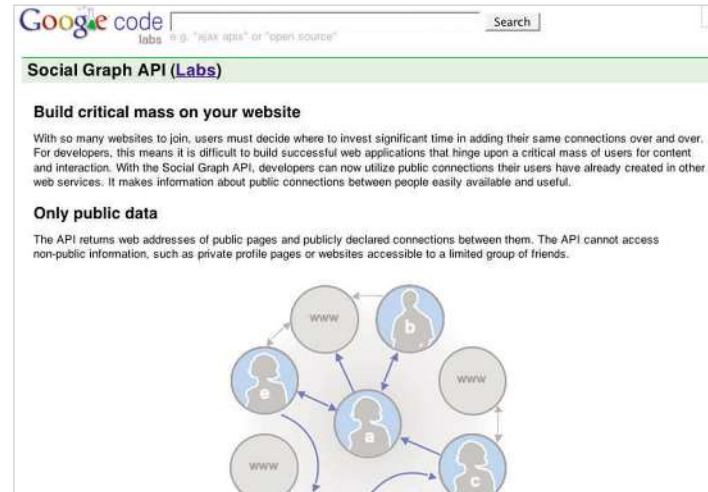 Google code
labs
e.g. "ajax apis" or "open source"
Search
Social Graph API (Labs)
Build critical mass on your website
With so many websites to join, users must decide where to invest significant time in adding their same connections over and over.
For developers, this means it is difficult to build successful web applications that hinge upon a critical mass of users for content
and interaction. With the Social Graph API, developers can now utilize public connections their users have already created in other
web services. It makes information about public connections between people easily available and useful.
Only public data
The API returns web addresses of public pages and publicly declared connections between them. The API cannot access
non-public information, such as private profile pages or websites accessible to a limited group of friends.
www
b
e
www
a
www
c